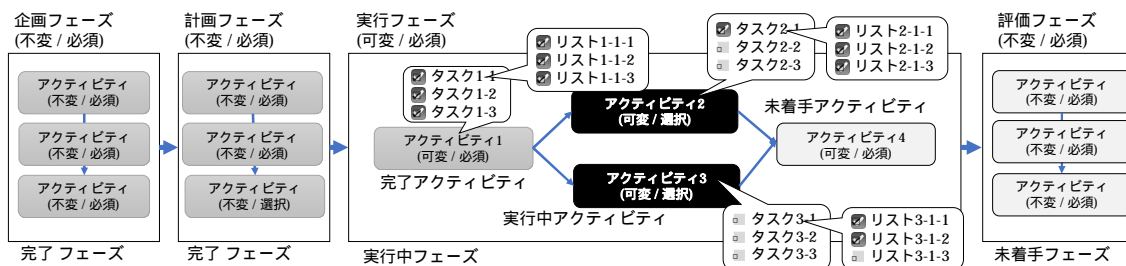 企画フェーズ
(不変 / 必須)
アクティビティ
(不変 / 必須)
アクティビティ
(不変 / 必須)
アクティビティ
(不変 / 必須)
完了 フェーズ
計画フェーズ
(不変 / 必須)
アクティビティ
(不変 / 必須)
アクティビティ
(不変 / 必須)
アクティビティ
(不変 / 選択)
完了 フェーズ
実行フェーズ
(可変 / 必須)
タスク1-1
タスク1-2
タスク1-3
リスト1-1-1
リスト1-1-2
リスト1-1-3
アクティビティ1
(可変 / 必須)
完了アクティビティ
タスク2-1
タスク2-2
タスク2-3
リスト2-1-1
リスト2-1-2
リスト2-1-3
アクティビティ2
(可変 / 選択)
アクティビティ3
(可変 / 選択)
実行中アクティビティ
タスク3-1
タスク3-2
タスク3-3
リスト3-1-1
リスト3-1-2
リスト3-1-3
未着手アクティビティ
アクティビティ4
(可変 / 必須)
実行中フェーズ
評価フェーズ
(不変 / 必須)
アクティビティ
(不変 / 必須)
アクティビティ
(不変 / 必須)
アクティビティ
(不変 / 必須)
未着手フェーズ